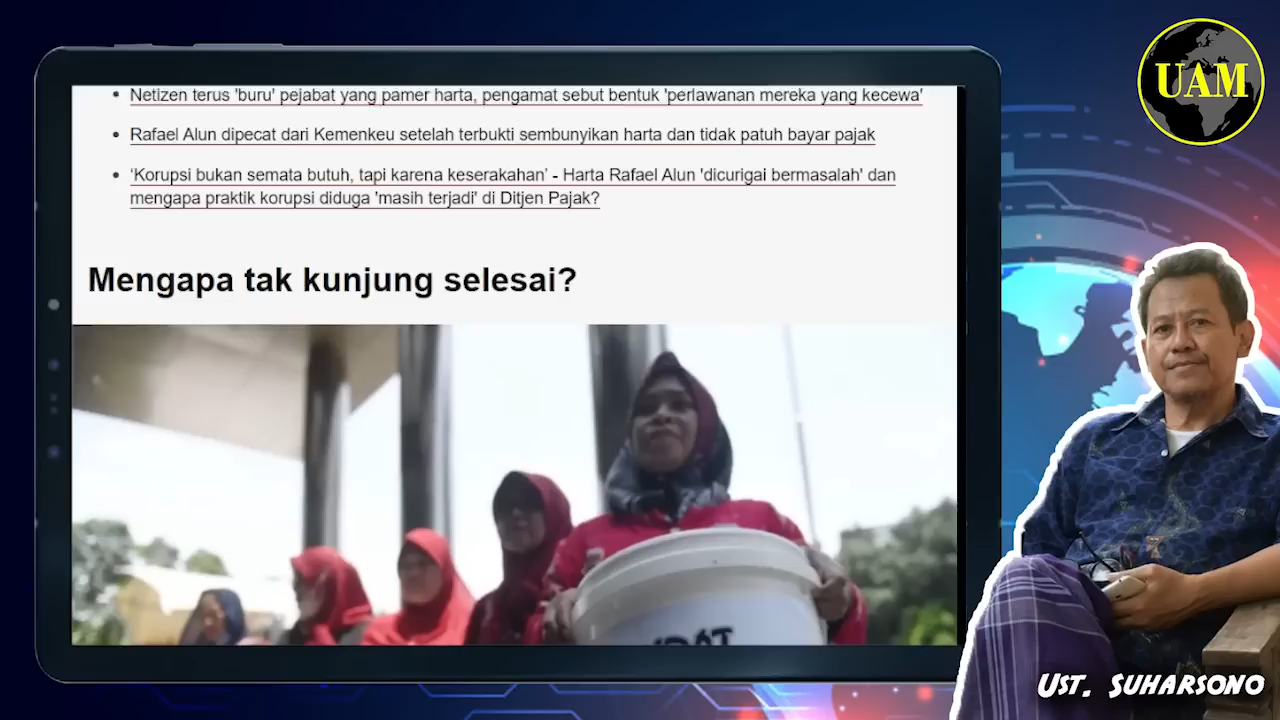 Netizen terus 'buru' pejabat yang pamer harta, pengamat sebut bentuk 'perlawanan mereka yang kecewa'
Rafael Alun dipecat dari Kemenkeu setelah terbukti sembunyikan harta dan tidak patuh bayar pajak
‘Korupsi bukan semata butuh, tapi karena keserakahan’ - Harta Rafael Alun 'dicurigai bermasalah' dan
mengapa praktik korupsi diduga 'masih terjadi' di Ditjen Pajak?
Mengapa tak kunjung selesai?
UAM
Ust. Suharsono